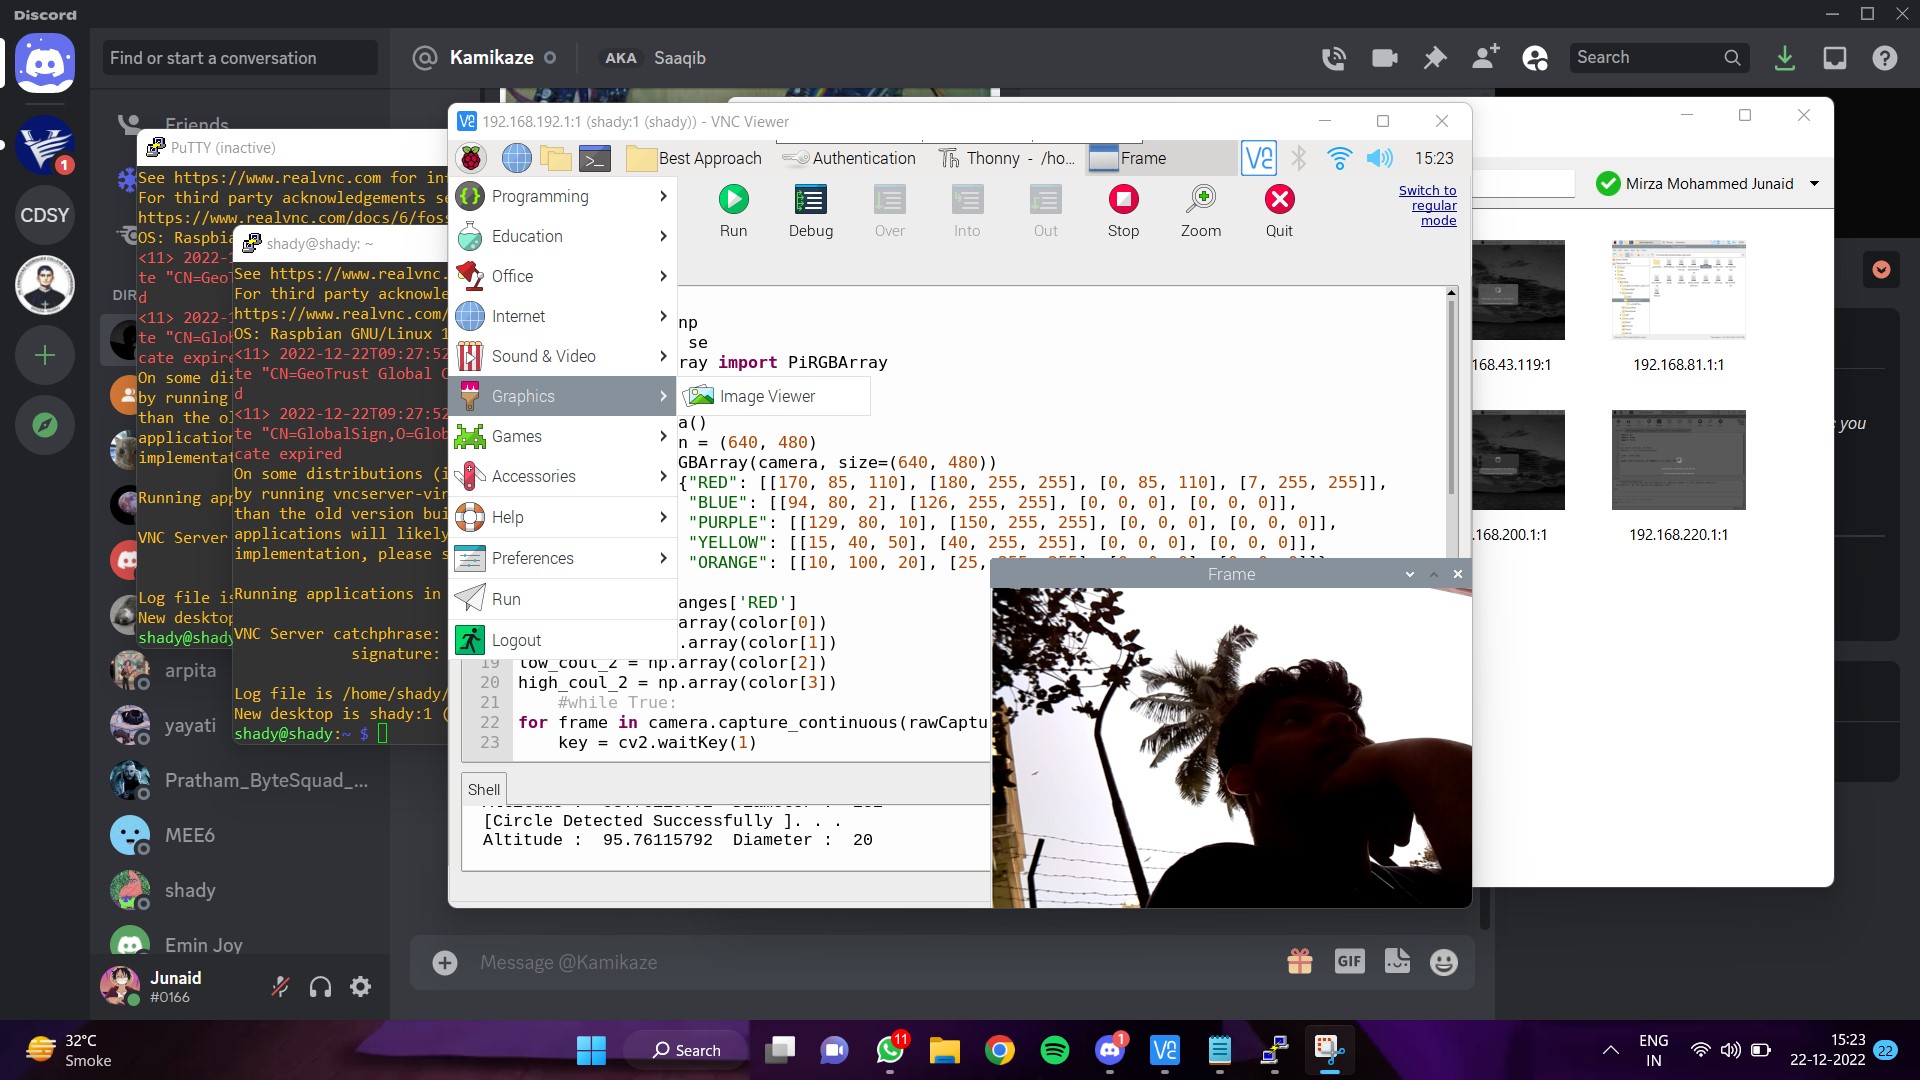 Discord
Find or start a conversation
Kamikaze
AKA
Saaqib
Search
Friends
1
CDSY
DIR
arpita
yayati
Pratham_ByteSquad_...
MEE6
shady
Emin Joy
Junaid
#0166
Message @Kamikaze
GIF
e you
PuTTY (inactive)
See https://www.realvnc.com for in
For third party acknowledgements s
https://www.realvnc.com/docs/6/fos
OS: Raspbia
<11> 2022-1
te "CN=GeoT
d
<11> 2022-1
te "CN=Glob
cate expire
On some dis
by running
than the ol
application
implementat
Running app
VNC Server
Log file is
New desktop
shady@shady
shady@shady: ~
See https://www.realvnc.
For third party acknowle
https://www.realvnc.com/
OS: Raspbian GNU/Linux 1
<11> 2022-12-22T09:27:52
te "CN=GeoTrust Global C
d
<11> 2022-12-22T09:27:52
te "CN=GlobalSign,O=Glob
cate expired
On some distributions (i
by running vncserver-vir
than the old version bui
applications will likely
implementation, please s
Running applications in
VNC Server catchphrase:
signature:
Log file is /home/shady/
New desktop is shady:1 (
shady@shady:~ $
192.168.192.1:1 (shady:1 (shady)) - VNC Viewer
Best Approach
Authentication
Thonny - /ho...
Frame
15:23
Programming
Education
Office
Internet
Sound & Video
Graphics
Image Viewer
Games
Accessories
Help
Preferences
Run
Logout
Run
Debug
Over
Into
Out
Stop
Zoom
Quit
Switch to
regular
mode
np
se
ray import PiRGBArray
a()
n = (640, 480)
GBArray(camera, size=(640, 480))
{"RED": [[170, 85, 110], [180, 255, 255], [0, 85, 110], [7, 255, 255]],
"BLUE": [[94, 80, 2], [126, 255, 255], [0, 0, 0], [0, 0, 0]],
"PURPLE": [[129, 80, 10], [150, 255, 255], [0, 0, 0], [0, 0, 0]],
"YELLOW": [[15, 40, 50], [40, 255, 255], [0, 0, 0], [0, 0, 0]],
"ORANGE": [[10, 100, 20], [25,
anges['RED']
array(color[0])
.array(color[1])
19 low_coul_2 = np.array(color[2])
20 high_coul_2 = np.array(color[3])
21 #while True:
22 for frame in camera.capture_continuous(rawCaptu
23 key = cv2.waitKey(1)
Shell
[Circle Detected Successfully ]. . .
Altitude : 95.76115792 Diameter : 20
Frame
Mirza Mohammed Junaid
168.43.119:1
192.168.81.1:1
.168.200.1:1
192.168.220.1:1
32°C
Smoke
Search
11
1
ENG
IN
15:23
22-12-2022
22